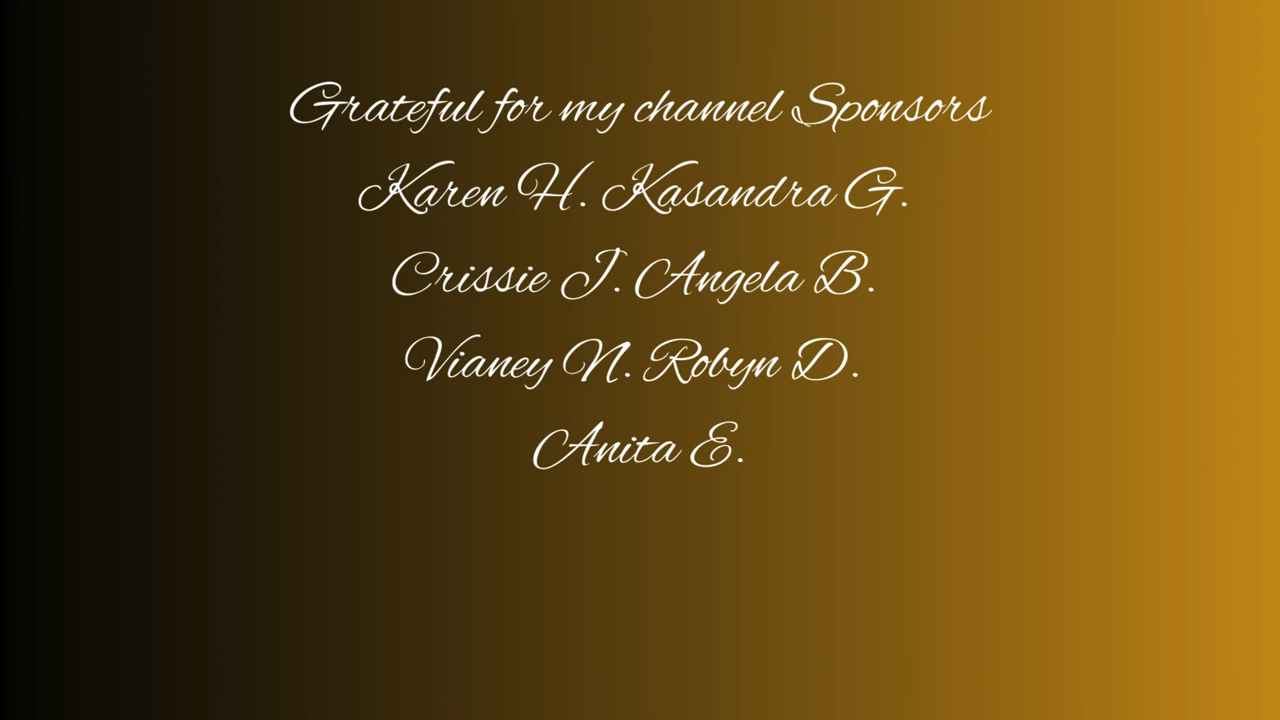 Grateful for my channel Sponsors
Karen H. Kasandra G.
Crissie J. Angela B.
Vianey N. Robyn D.
Anita E.